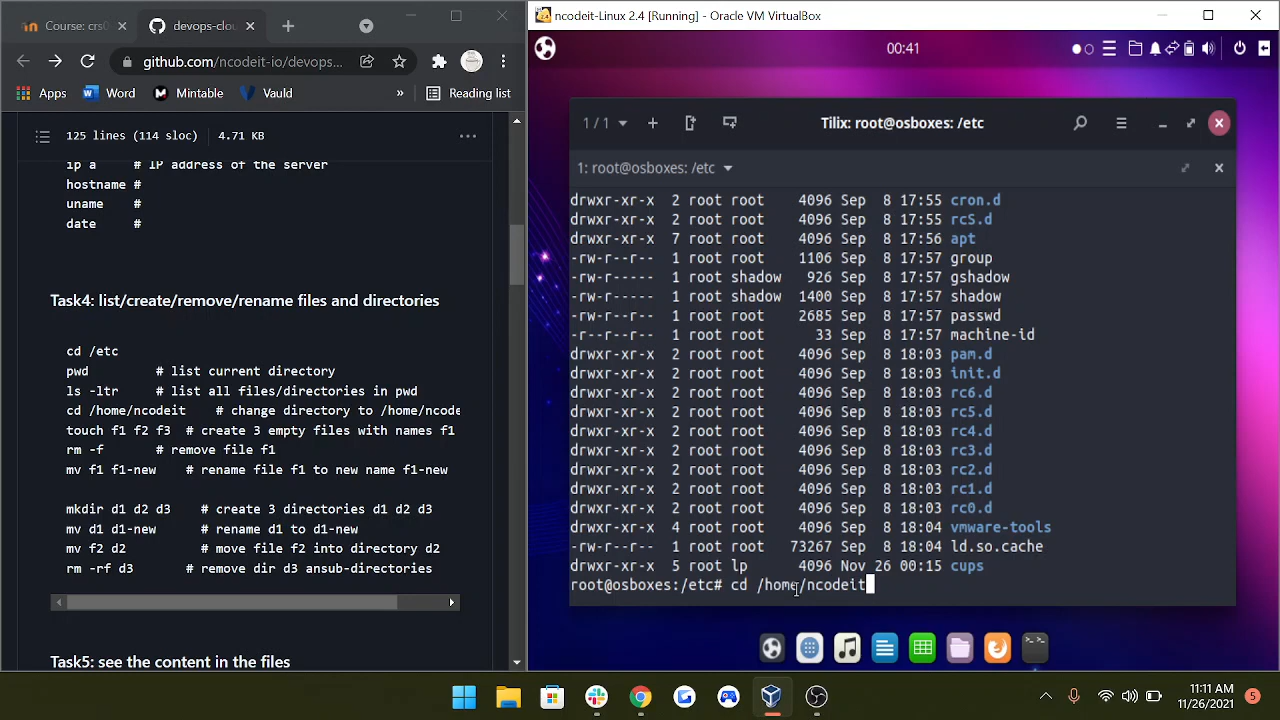 Course: crs0
devops-clou
github.com/ncodeit-io/devops...
Apps
Word
Mintable
Vauld
»
Reading list
125 lines (114 sloc)
4.71 KB
ip a # IP address of the server
hostname #
uname #
date #
Task4: list/create/remove/rename files and directories
cd /etc
pwd # list current directory
ls -ltr # list all files/directories in pwd
cd /home/ncodeit # change directory to /home/ncode
touch f1 f2 f3 # create 3 empty files with names f1
rm -f # remove file f1
mv f1 f1-new # rename file f1 to new name f1-new
mkdir d1 d2 d3 # create 3 directories d1 d2 d3
mv d1 d1-new # rename d1 to d1-new
mv f2 d2 # move file f2 into directory d2
rm -rf d3 # remove dir d3 ansub-directories
Task5: see the content in the files
ncodeit-Linux 2.4 [Running] - Oracle VM VirtualBox
00:41
1 / 1
Tilix: root@osboxes: /etc
1: root@osboxes: /etc
drwxr-xr-x 2 root root 4096 Sep 8 17:55 cron.d
drwxr-xr-x 2 root root 4096 Sep 8 17:55 rcS.d
drwxr-xr-x 7 root root 4096 Sep 8 17:56 apt
-rw-r--r-- 1 root root 1106 Sep 8 17:57 group
-rw-r----- 1 root shadow 926 Sep 8 17:57 gshadow
-rw-r----- 1 root shadow 1400 Sep 8 17:57 shadow
-rw-r--r-- 1 root root 2685 Sep 8 17:57 passwd
-r--r--r-- 1 root root 33 Sep 8 17:57 machine-id
drwxr-xr-x 2 root root 4096 Sep 8 18:03 pam.d
drwxr-xr-x 2 root root 4096 Sep 8 18:03 init.d
drwxr-xr-x 2 root root 4096 Sep 8 18:03 rc6.d
drwxr-xr-x 2 root root 4096 Sep 8 18:03 rc5.d
drwxr-xr-x 2 root root 4096 Sep 8 18:03 rc4.d
drwxr-xr-x 2 root root 4096 Sep 8 18:03 rc3.d
drwxr-xr-x 2 root root 4096 Sep 8 18:03 rc2.d
drwxr-xr-x 2 root root 4096 Sep 8 18:03 rc1.d
drwxr-xr-x 2 root root 4096 Sep 8 18:03 rc0.d
drwxr-xr-x 4 root root 4096 Sep 8 18:04 vmware-tools
-rw-r--r-- 1 root root 73267 Sep 8 18:04 ld.so.cache
drwxr-xr-x 5 root lp 4096 Nov 26 00:15 cups
root@osboxes:/etc# cd /home/ncodeit
11:11 AM
11/26/2021
5